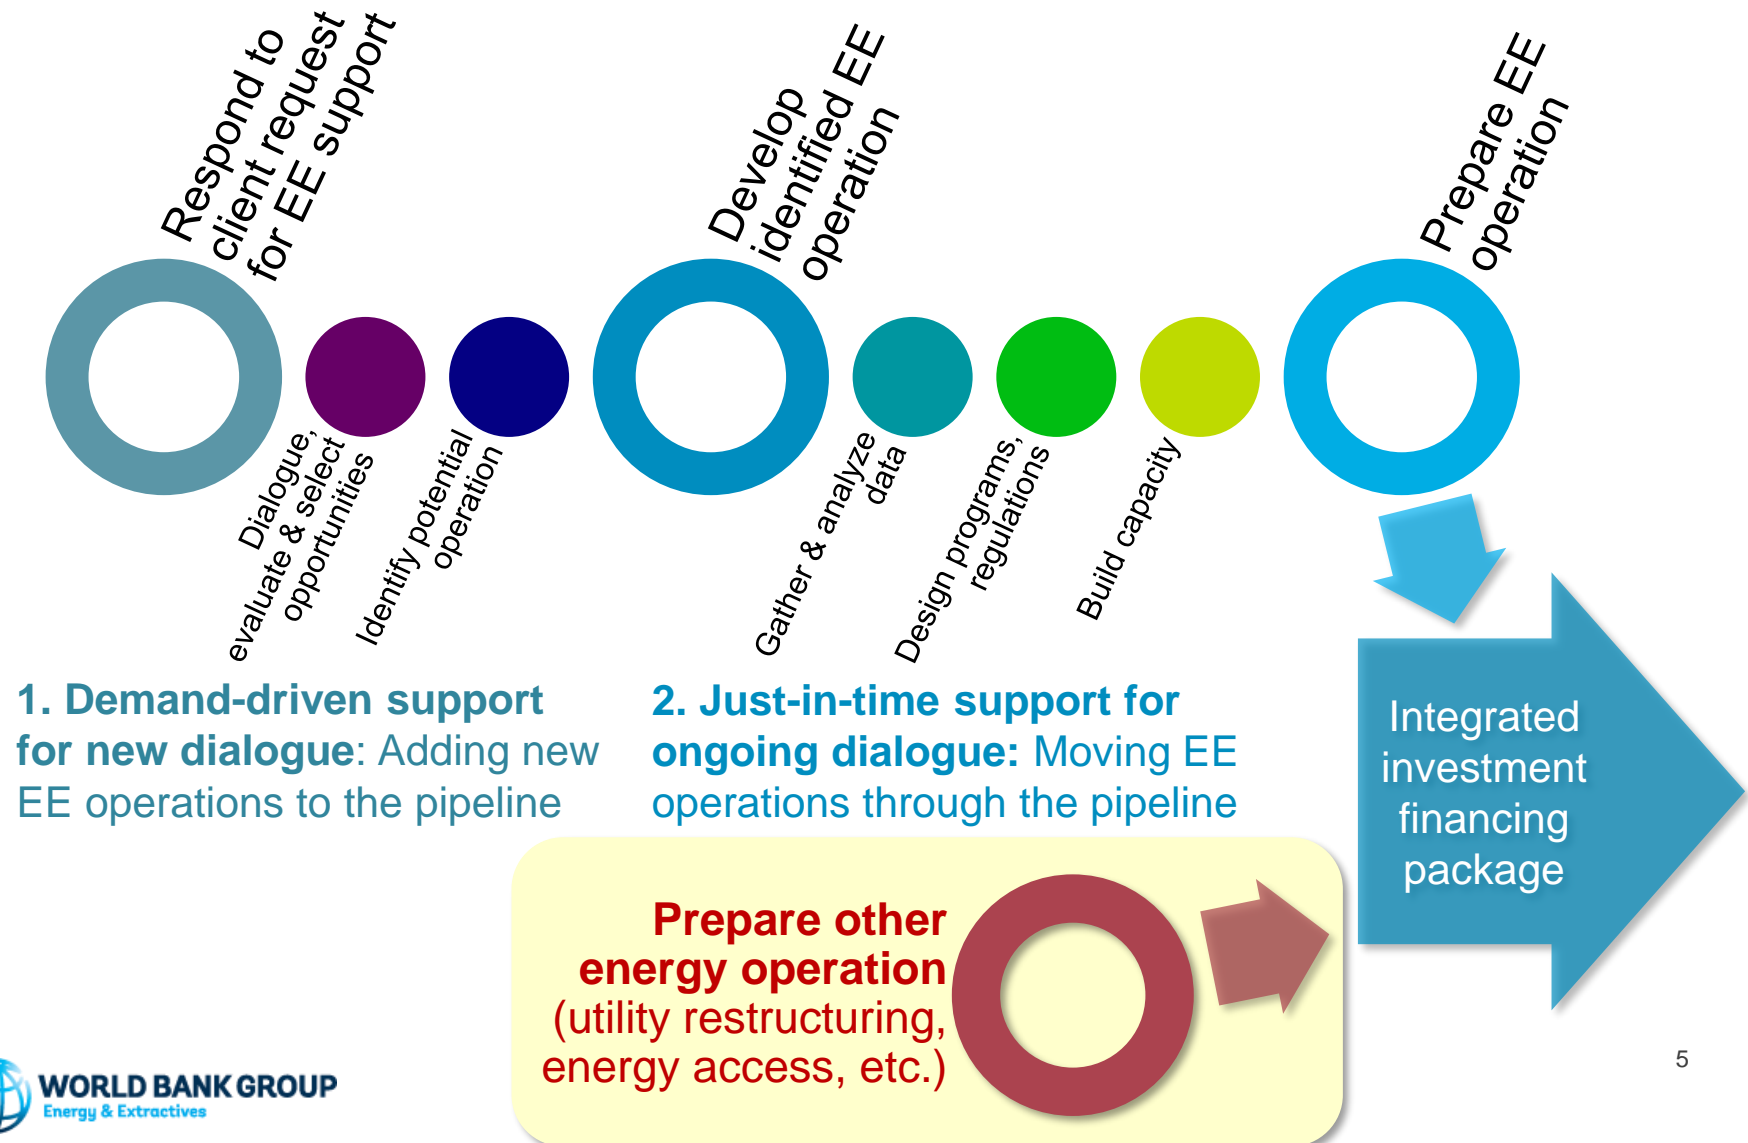 Respond to
client request
for EE support
Develop
identified EE
operation
Prepare EE
operation
Dialogue,
evaluate & select
opportunities
Identify potential
operation
Gather & analyze
data
Design programs,
regulations
Build capacity
1. Demand-driven support
for new dialogue: Adding new
EE operations to the pipeline
2. Just-in-time support for
ongoing dialogue: Moving EE
operations through the pipeline
Integrated
investment
financing
package
Prepare other
energy operation
(utility restructuring,
energy access, etc.)
WORLD BANK GROUP
Energy & Extractives
5